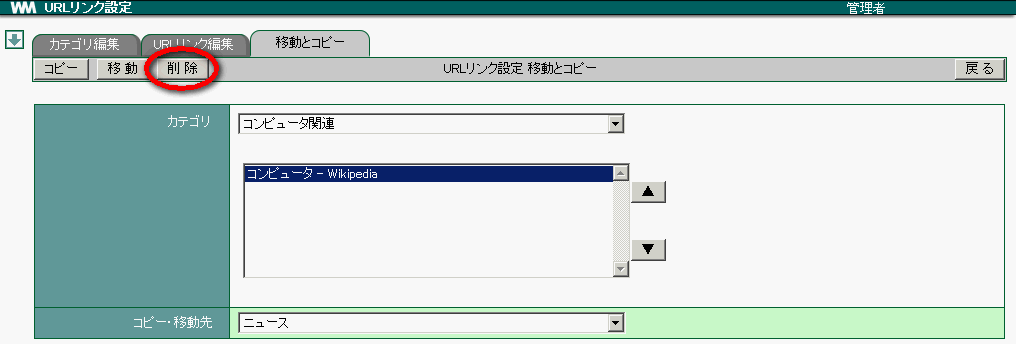 WM URLリンク設定 管理者
カテゴリ編集 URLリンク編集 移動とコピー
コピー 移動 削除 URLリンク設定 移動とコピー 戻る
カテゴリ コンピュータ関連
コンピュータ - Wikipedia
コピー・移動先 ニュース